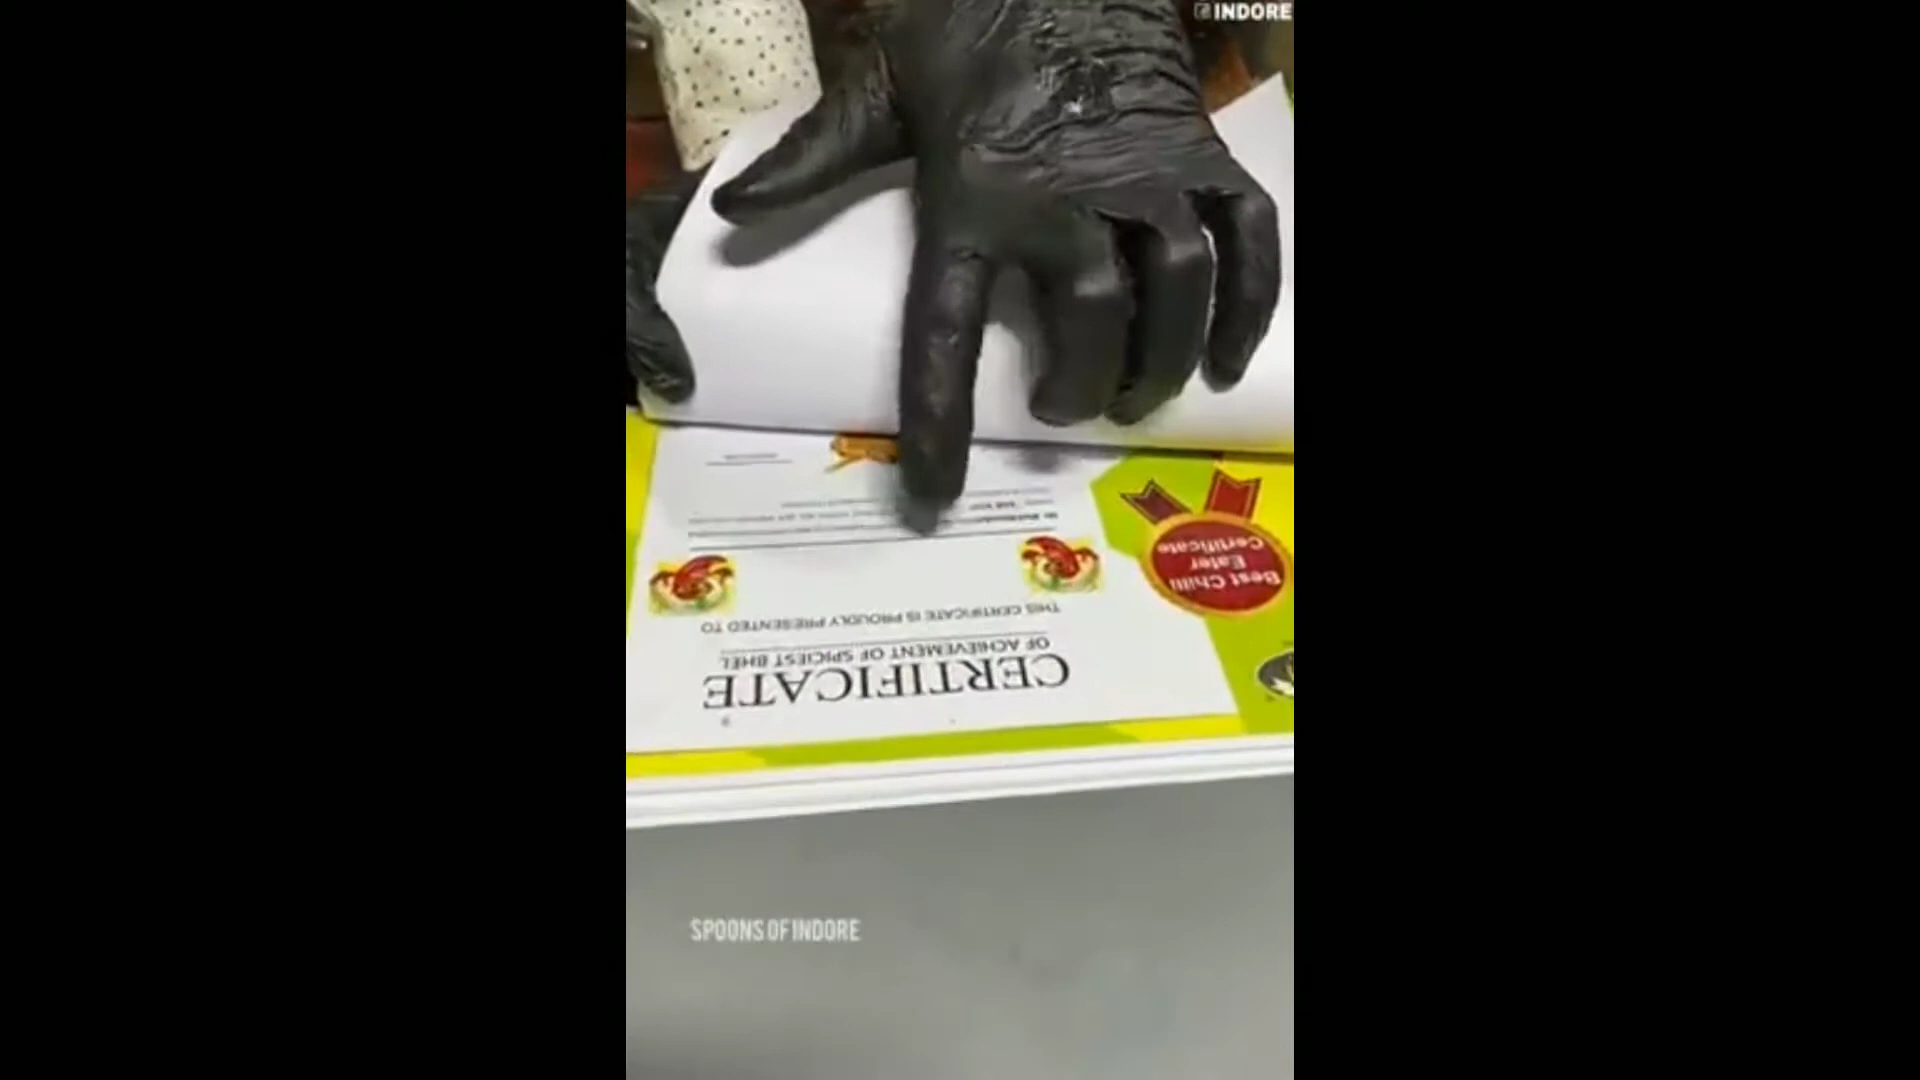 INDORE
CERTIFICATE
OF ACHIEVEMENT OF SPICIEST BHEL
THIS CERTIFICATE IS PROUDLY PRESENTED TO
Best Chilli
Eater
Certificate
SPOONS OF INDORE